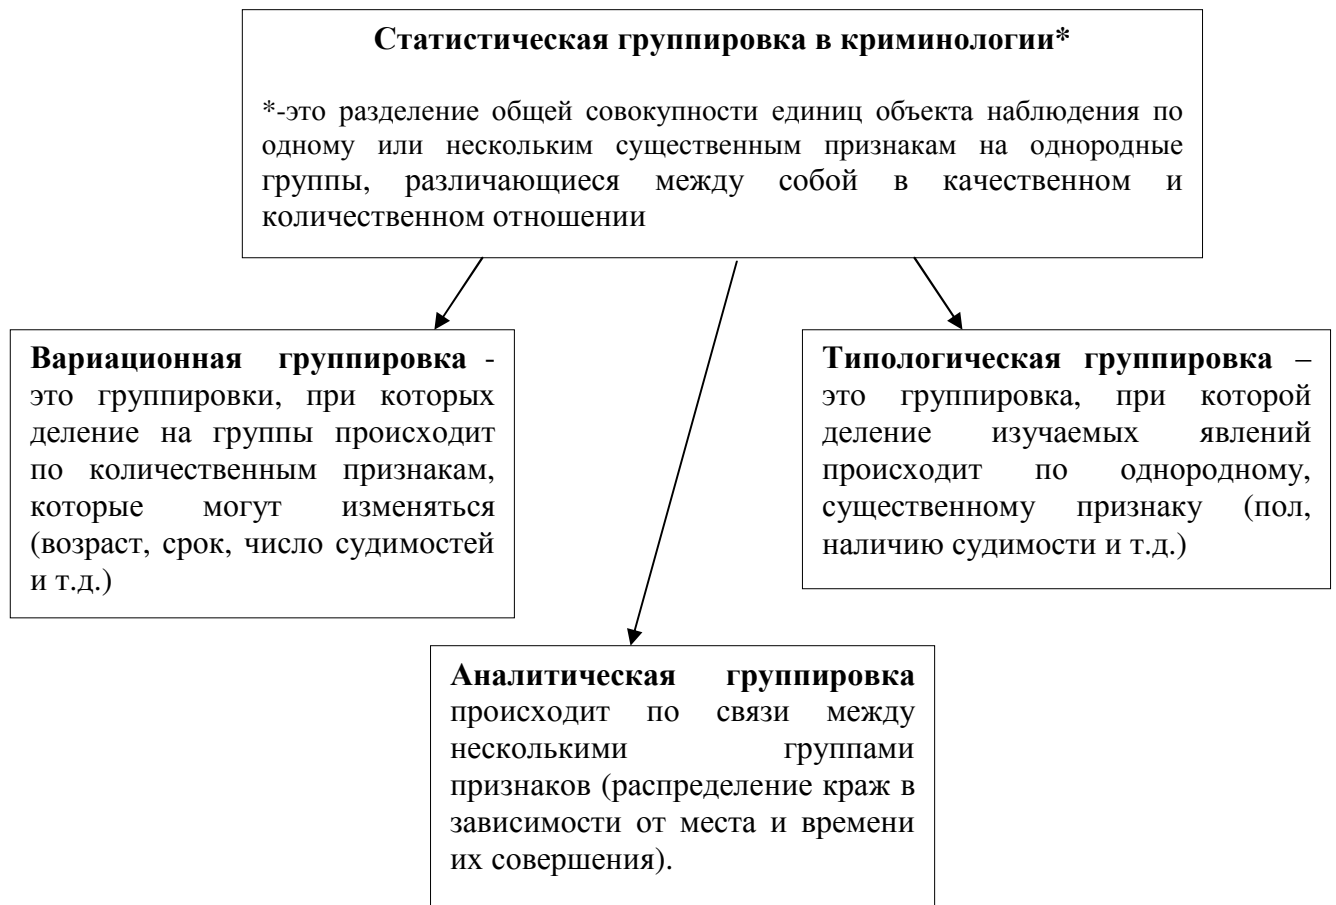 Статистическая группировка в криминологии*
*-это разделение общей совокупности единиц объекта наблюдения по
одному или нескольким существенным признакам на однородные
группы, различающиеся между собой в качественном и
количественном отношении
Вариационная группировка -
это группировки, при которых
деление на группы происходит
по количественным признакам,
которые могут изменяться
(возраст, срок, число судимостей
и т.д.)
Типологическая группировка –
это группировка, при которой
деление изучаемых явлений
происходит по однородному,
существенному признаку (пол,
наличию судимости и т.д.)
Аналитическая группировка
происходит по связи между
несколькими группами
признаков (распределение краж в
зависимости от места и времени
их совершения).